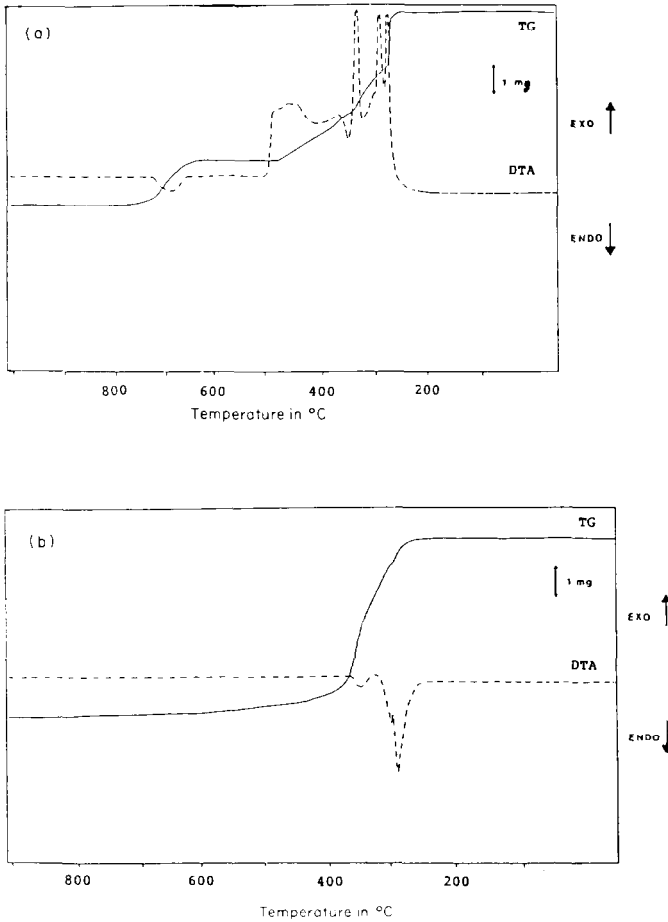 (a)
TG
1 mg
EXO
DTA
ENDO
800 600 400 200
Temperature in °C
(b)
TG
1 mg
EXO
DTA
ENDO
800 600 400 200
Temperature in °C